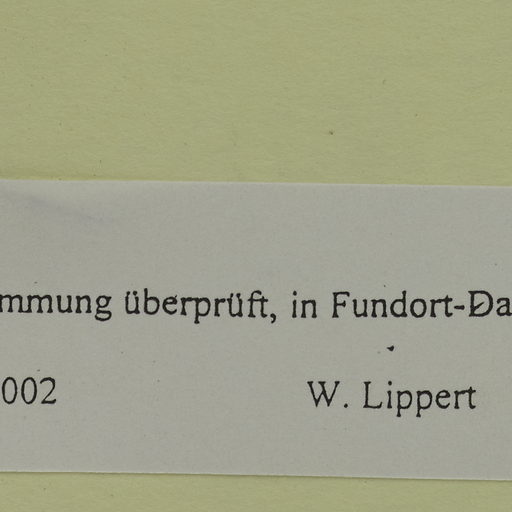 mmung überprüft, in Fundort-Da
002 W. Lippert